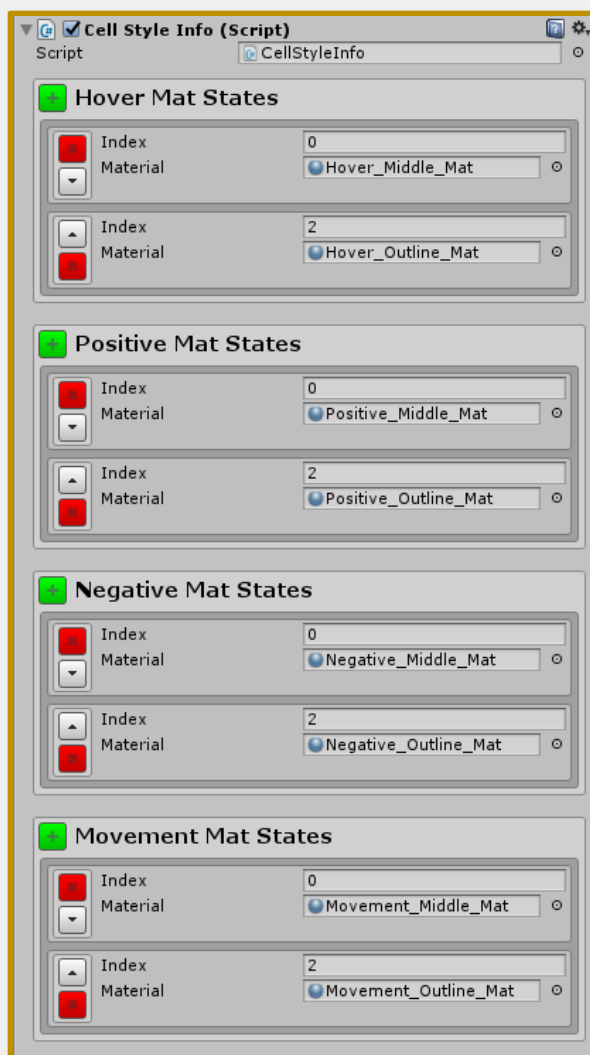 Cell Style Info (Script)
Script CellStyleInfo
Hover Mat States
Index 0
Material Hover_Middle_Mat
Index 2
Material Hover_Outline_Mat
Positive Mat States
Index 0
Material Positive_Middle_Mat
Index 2
Material Positive_Outline_Mat
Negative Mat States
Index 0
Material Negative_Middle_Mat
Index 2
Material Negative_Outline_Mat
Movement Mat States
Index 0
Material Movement_Middle_Mat
Index 2
Material Movement_Outline_Mat